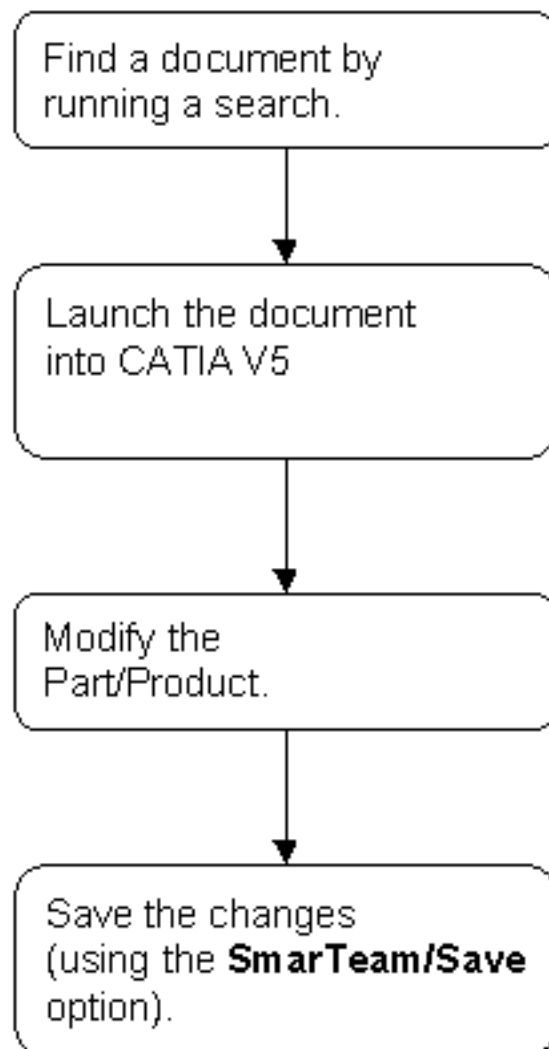 Find a document by
running a search.
Launch the document
into CATIA V5
Modify the
Part/Product.
Save the changes
(using the SmarTeam/Save
option).